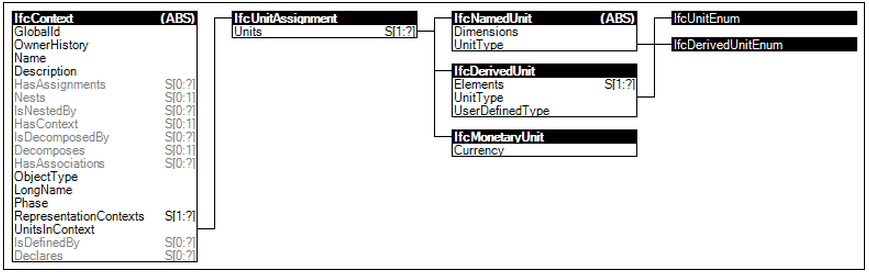 IfcContext (ABS)
GlobalId
OwnerHistory
Name
Description
HasAssignments S[0:?]
Nests S[0:1]
IsNestedBy S[0:?]
HasContext S[0:1]
IsDecomposedBy S[0:?]
Decomposes S[0:1]
HasAssociations S[0:?]
ObjectType
LongName
Phase
RepresentationContexts S[1:?]
UnitsInContext
IsDefinedBy S[0:?]
Declares S[0:?]
IfcUnitAssignment
Units S[1:?]
IfcNamedUnit (ABS)
Dimensions
UnitType
IfcDerivedUnit
Elements S[1:?]
UnitType
UserDefinedType
IfcMonetaryUnit
Currency
IfcUnitEnum
IfcDerivedUnitEnum